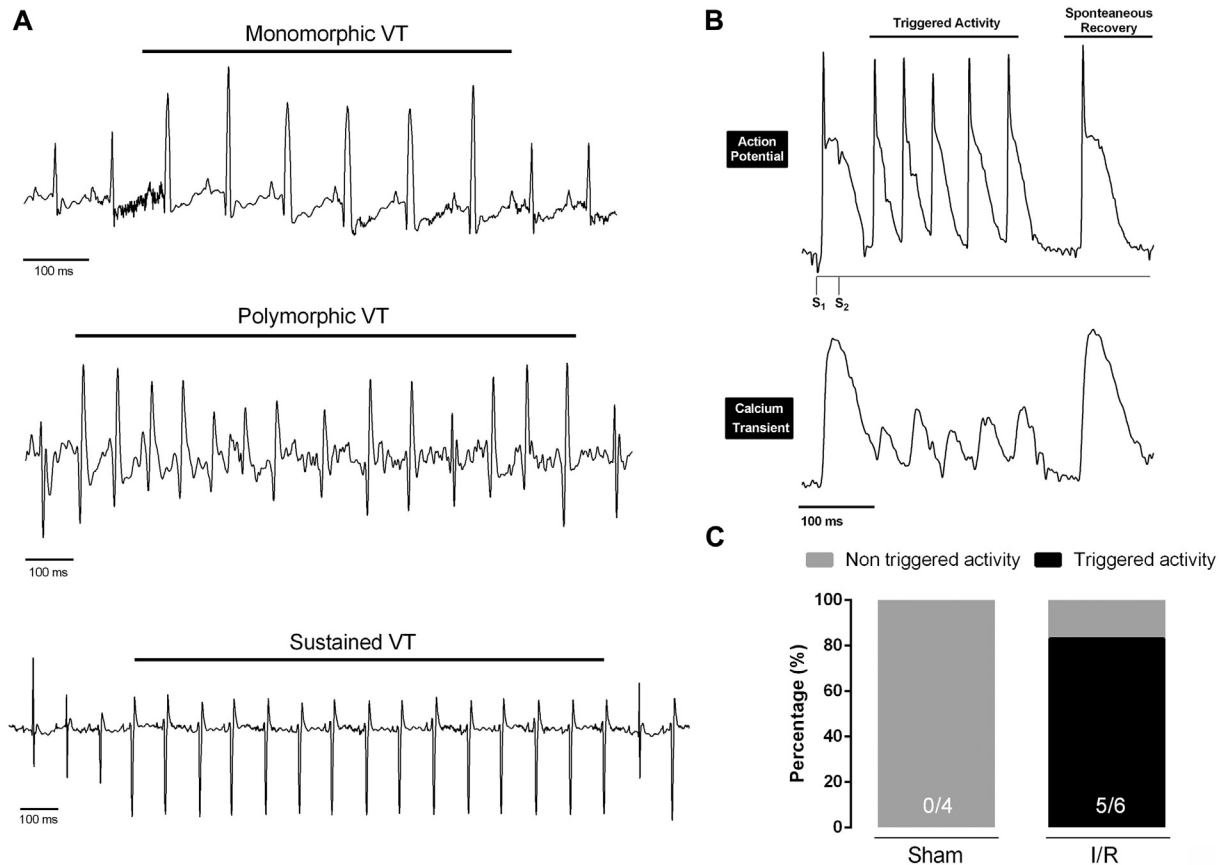 A
Monomorphic VT
100 ms
Polymorphic VT
100 ms
Sustained VT
100 ms
B
Triggered Activity
Sponteaneous
Recovery
Action
Potential
S₁ S₂
Calcium
Transient
100 ms
C
Non triggered activity Triggered activity
Percentage (%)
100
80
60
40
20
0
0/4 5/6
Sham I/R